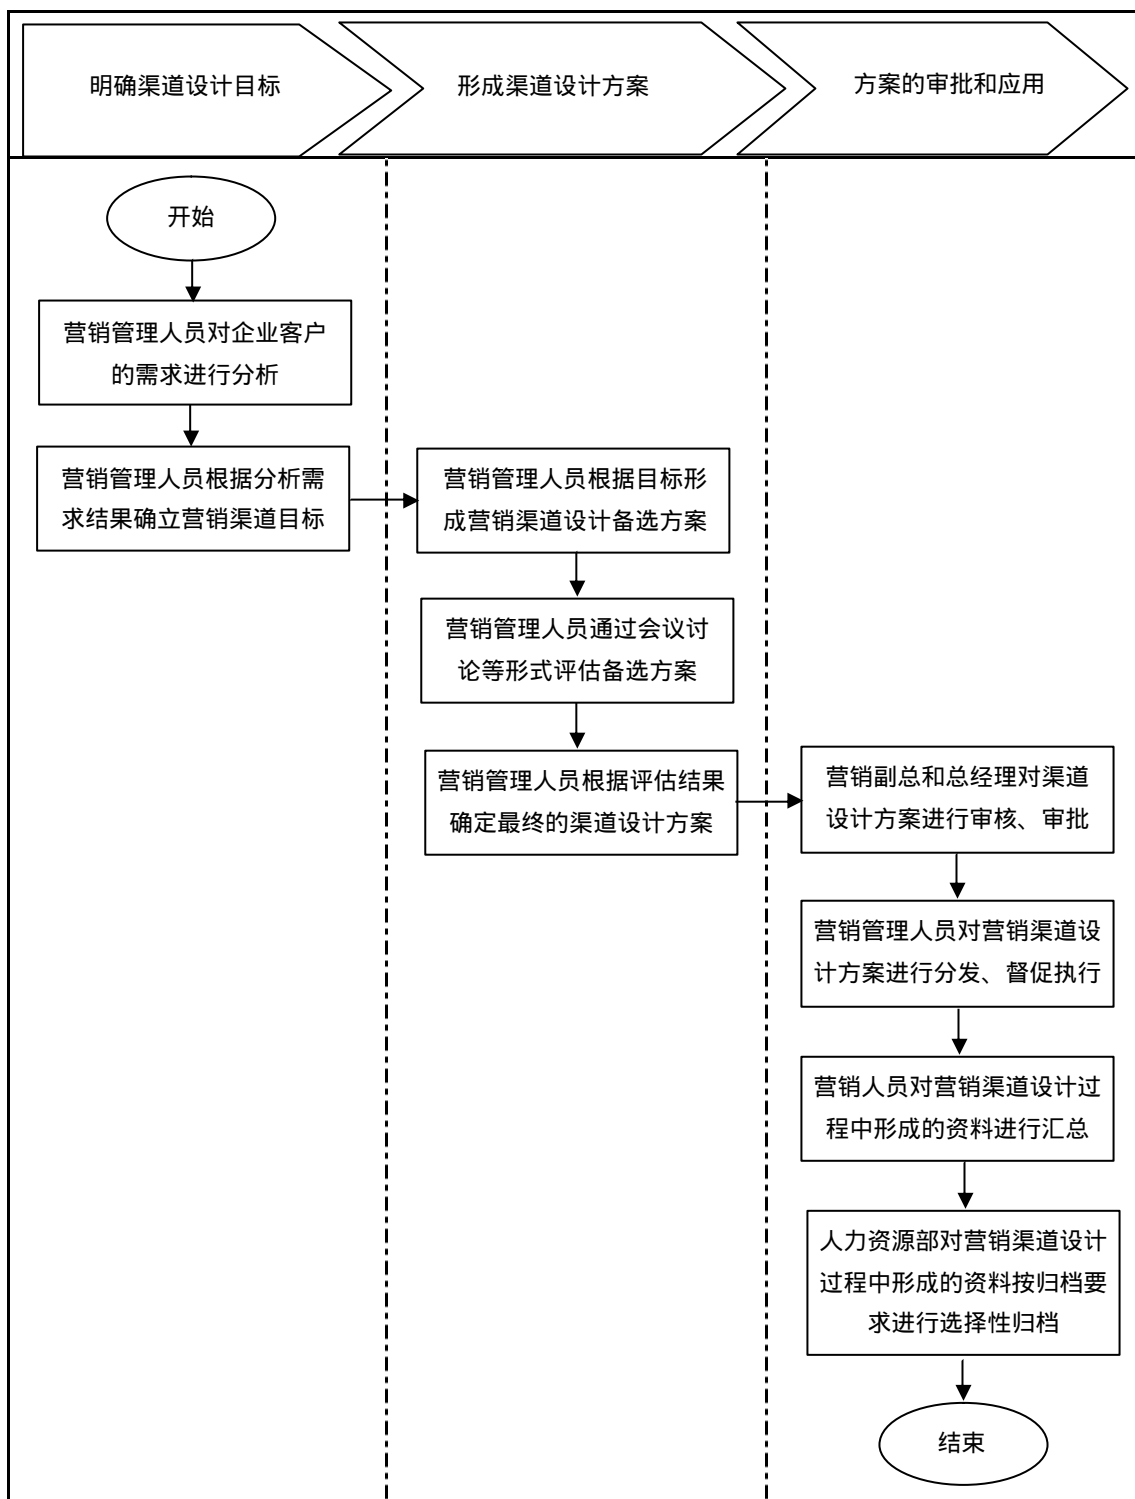 明确渠道设计目标
形成渠道设计方案
方案的审批和应用
开始
营销管理人员对企业客户
的需求进行分析
营销管理人员根据分析需
求结果确立营销渠道目标
营销管理人员根据目标形
成营销渠道设计备选方案
营销管理人员通过会议讨
论等形式评估备选方案
营销管理人员根据评估结果
确定最终的渠道设计方案
营销副总和总经理对渠道
设计方案进行审核、审批
营销管理人员对营销渠道设
计方案进行分发、督促执行
营销人员对营销渠道设计过
程中形成的资料进行汇总
人力资源部对营销渠道设计
过程中形成的资料按归档要
求进行选择性归档
结束